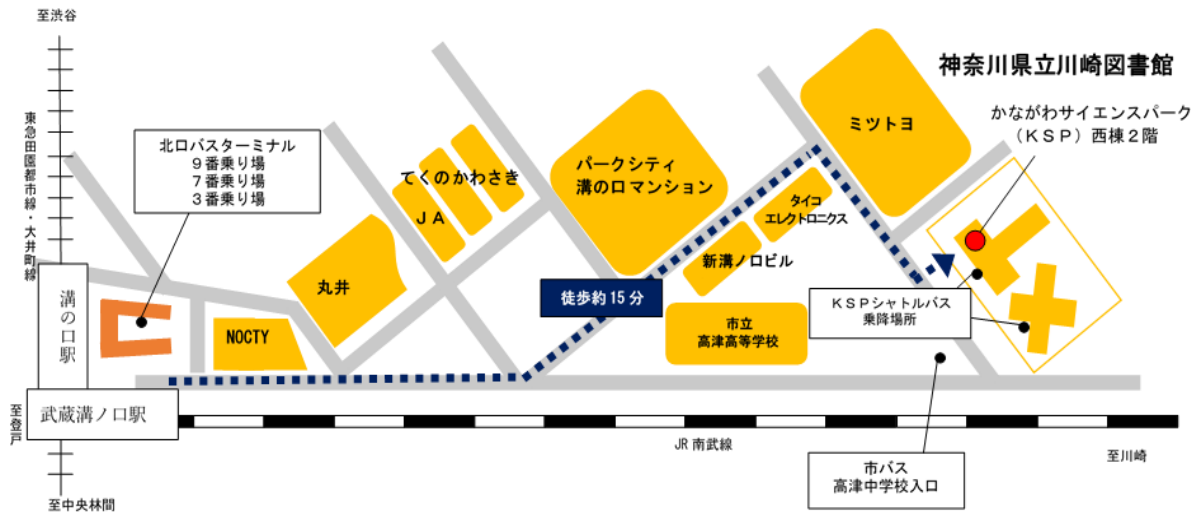 至渋谷
東急田園都市線・大井町線
北口バスターミナル
９番乗り場
７番乗り場
３番乗り場
溝の口駅
武蔵溝ノ口駅
至登戸
至中央林間
NOCTY
丸井
ＪＡ
てくのかわさき
パークシティ
溝の口マンション
徒歩約15分
新溝ノ口ビル
タイコ
エレクトロニクス
市立
高津高等学校
ミツトヨ
神奈川県立川崎図書館
かながわサイエンスパーク
（ＫＳＰ）西棟２階
ＫＳＰシャトルバス
乗降場所
市バス
高津中学校入口
JR南武線
至川崎